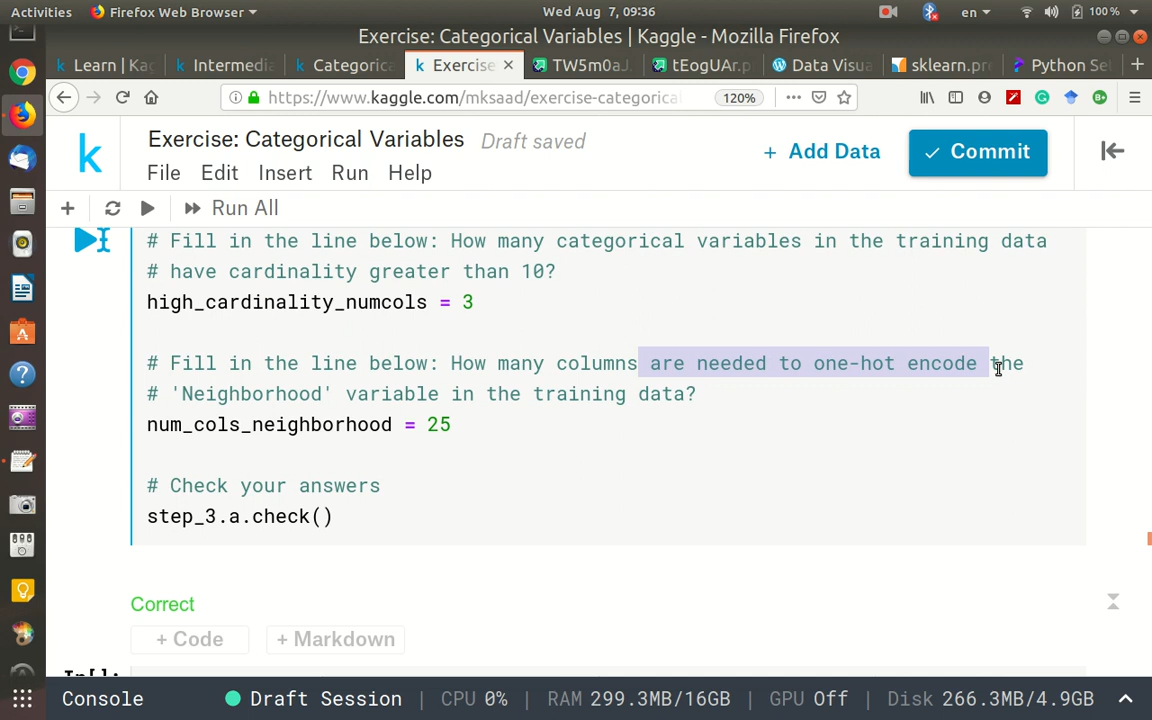 Activities Firefox Web Browser Wed Aug 7, 09:36 en 100 %
Exercise: Categorical Variables | Kaggle - Mozilla Firefox
Learn | Kag Intermedia Categorica Exercise TW5m0aJ. tEogUAr.p Data Visua sklearn.pr Python Se
https://www.kaggle.com/mksaad/exercise-categorical 120%
k Exercise: Categorical Variables Draft saved
+ Add Data Commit
File Edit Insert Run Help
Run All
# Fill in the line below: How many categorical variables in the training data
# have cardinality greater than 10?
high_cardinality_numcols = 3
# Fill in the line below: How many columns are needed to one-hot encode the
# 'Neighborhood' variable in the training data?
num_cols_neighborhood = 25
# Check your answers
step_3.a.check()
Correct
+ Code + Markdown
In[]:
Console Draft Session | CPU 0% | RAM 299.3MB/16GB | GPU Off | Disk 266.3MB/4.9GB